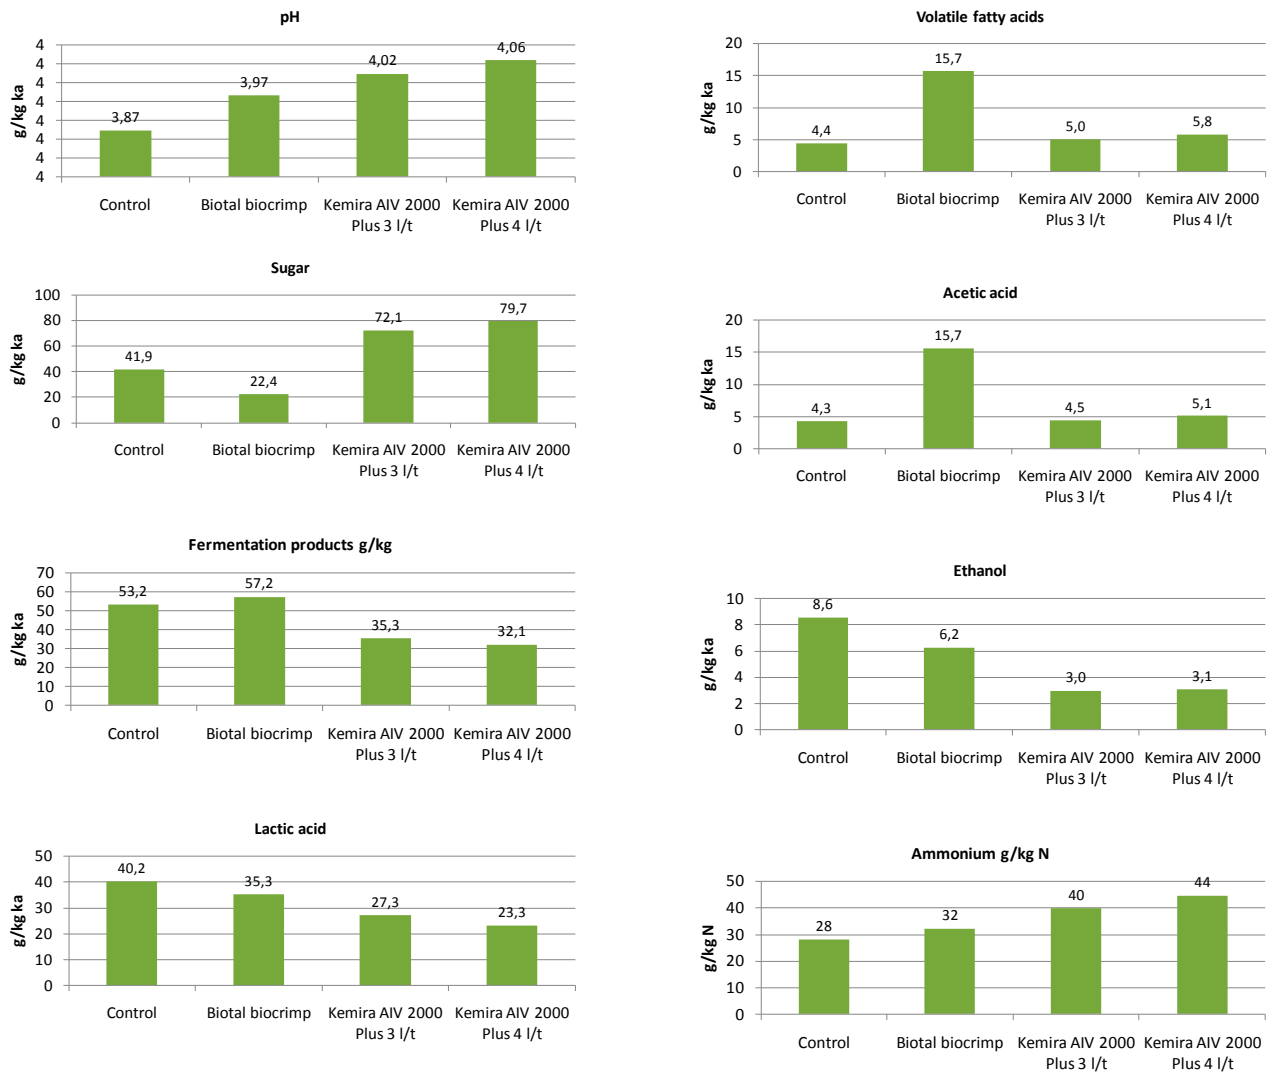 pH
g/kg ka
4
4
4
4
4
4
4
4
3,87
3,97
4,02
4,06
Control
Biotal biocrimp
Kemira AIV 2000
Plus 3 l/t
Kemira AIV 2000
Plus 4 l/t
Volatile fatty acids
g/kg ka
20
15
10
5
0
4,4
15,7
5,0
5,8
Control
Biotal biocrimp
Kemira AIV 2000
Plus 3 l/t
Kemira AIV 2000
Plus 4 l/t
Sugar
g/kg ka
100
80
60
40
20
0
41,9
22,4
72,1
79,7
Control
Biotal biocrimp
Kemira AIV 2000
Plus 3 l/t
Kemira AIV 2000
Plus 4 l/t
Acetic acid
g/kg ka
20
15
10
5
0
4,3
15,7
4,5
5,1
Control
Biotal biocrimp
Kemira AIV 2000
Plus 3 l/t
Kemira AIV 2000
Plus 4 l/t
Fermentation products g/kg
g/kg ka
70
60
50
40
30
20
10
0
53,2
57,2
35,3
32,1
Control
Biotal biocrimp
Kemira AIV 2000
Plus 3 l/t
Kemira AIV 2000
Plus 4 l/t
Ethanol
g/kg ka
10
8
6
4
2
0
8,6
6,2
3,0
3,1
Control
Biotal biocrimp
Kemira AIV 2000
Plus 3 l/t
Kemira AIV 2000
Plus 4 l/t
Lactic acid
g/kg ka
50
40
30
20
10
0
40,2
35,3
27,3
23,3
Control
Biotal biocrimp
Kemira AIV 2000
Plus 3 l/t
Kemira AIV 2000
Plus 4 l/t
Ammonium g/kg N
g/kg N
50
40
30
20
10
0
28
32
40
44
Control
Biotal biocrimp
Kemira AIV 2000
Plus 3 l/t
Kemira AIV 2000
Plus 4 l/t